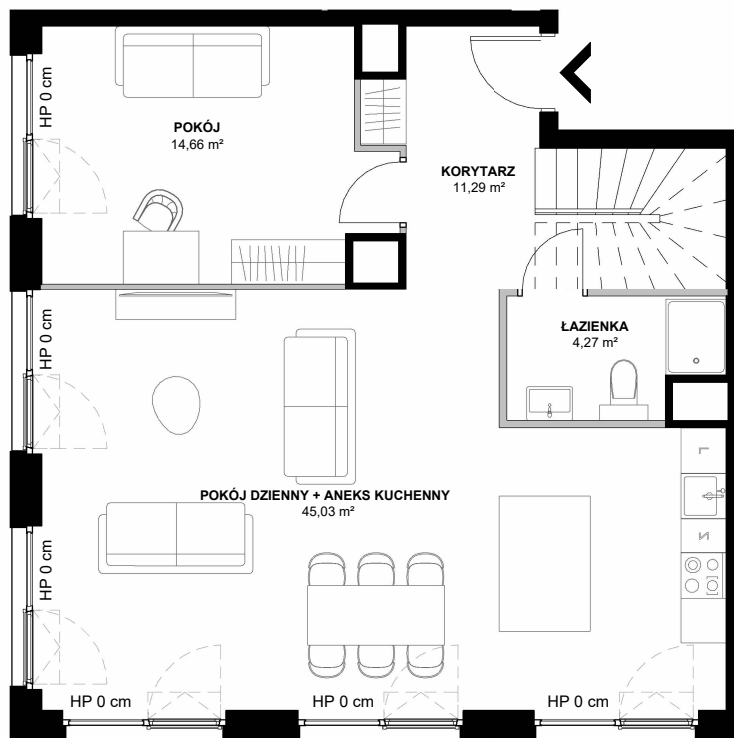 HP 0 cm
POKÓJ
14,66 m²
KORYTARZ
11,29 m²
HP 0 cm
ŁAZIENKA
4,27 m²
L
POKÓJ DZIENNY + ANEKS KUCHENNY
45,03 m²
N
HP 0 cm
HP 0 cm
HP 0 cm
HP 0 cm